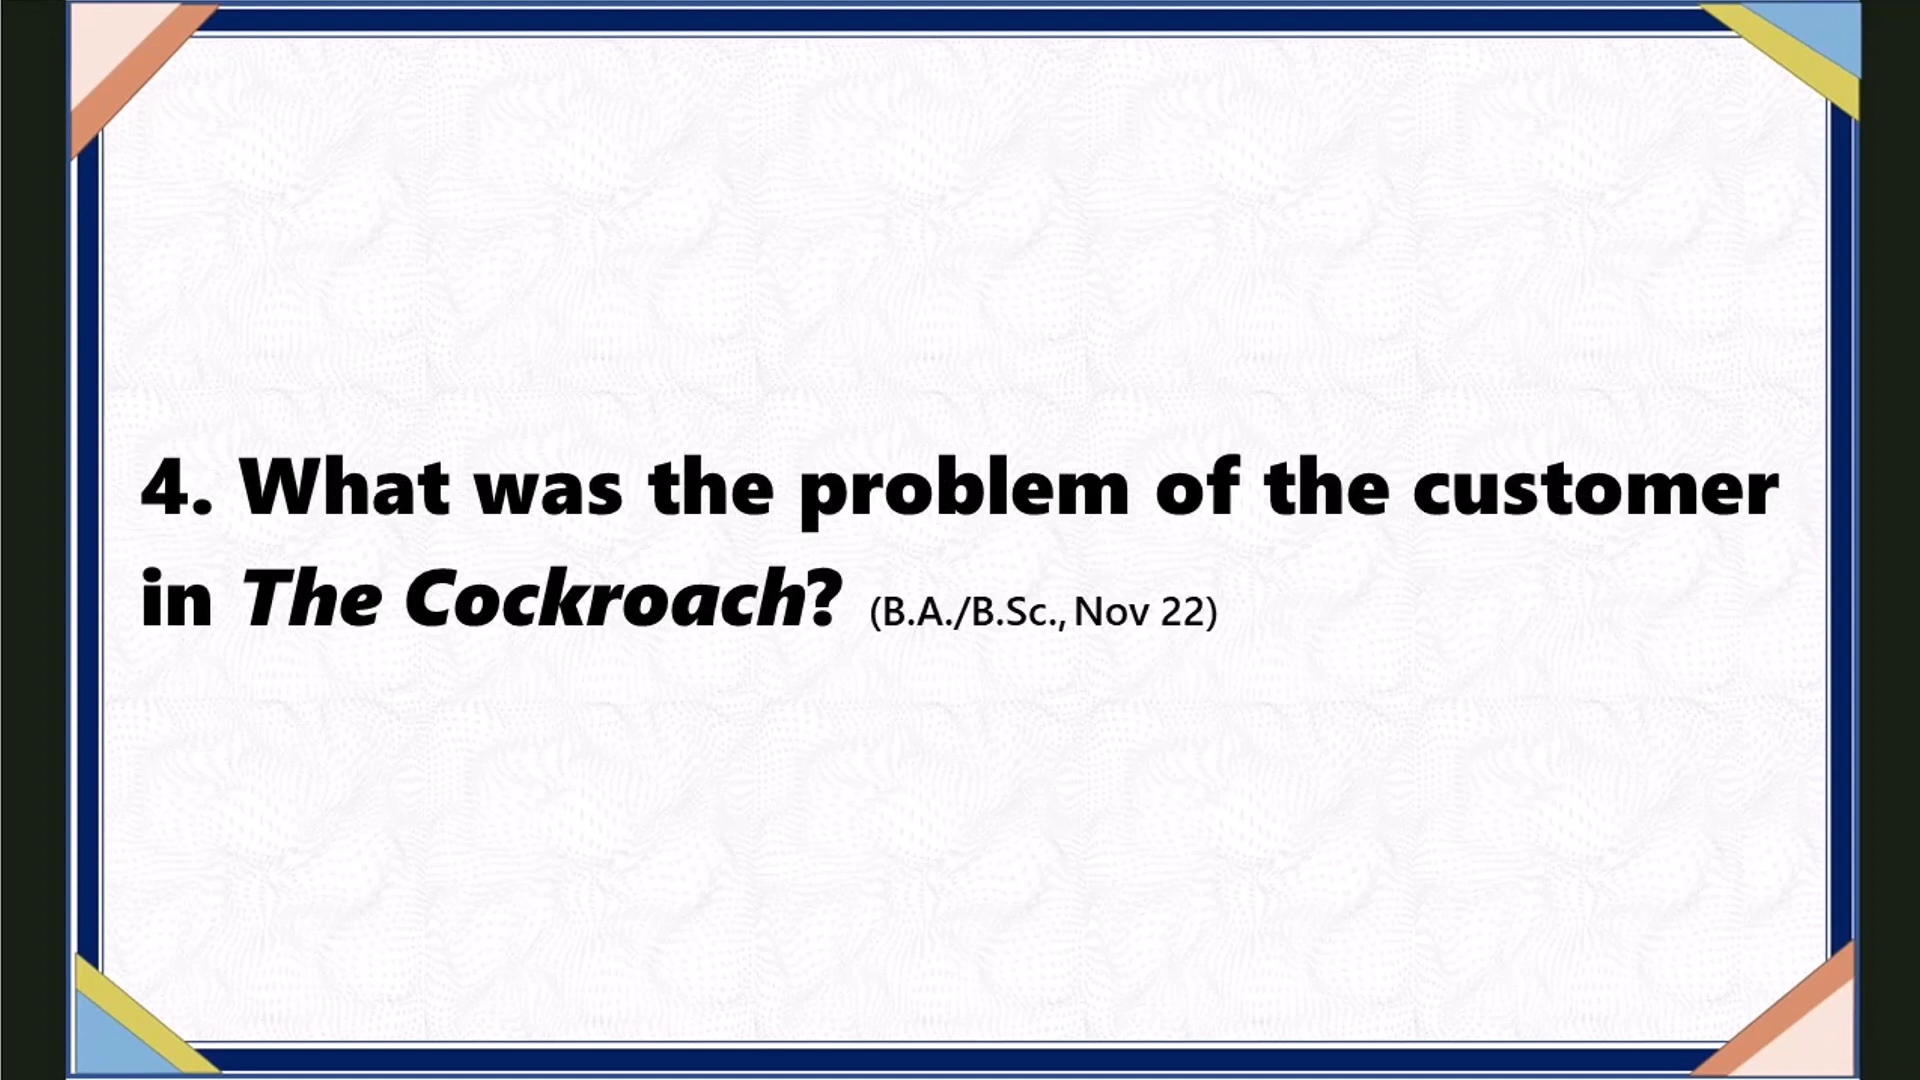 4. What was the problem of the customer
in The Cockroach? (B.A./B.Sc., Nov 22)